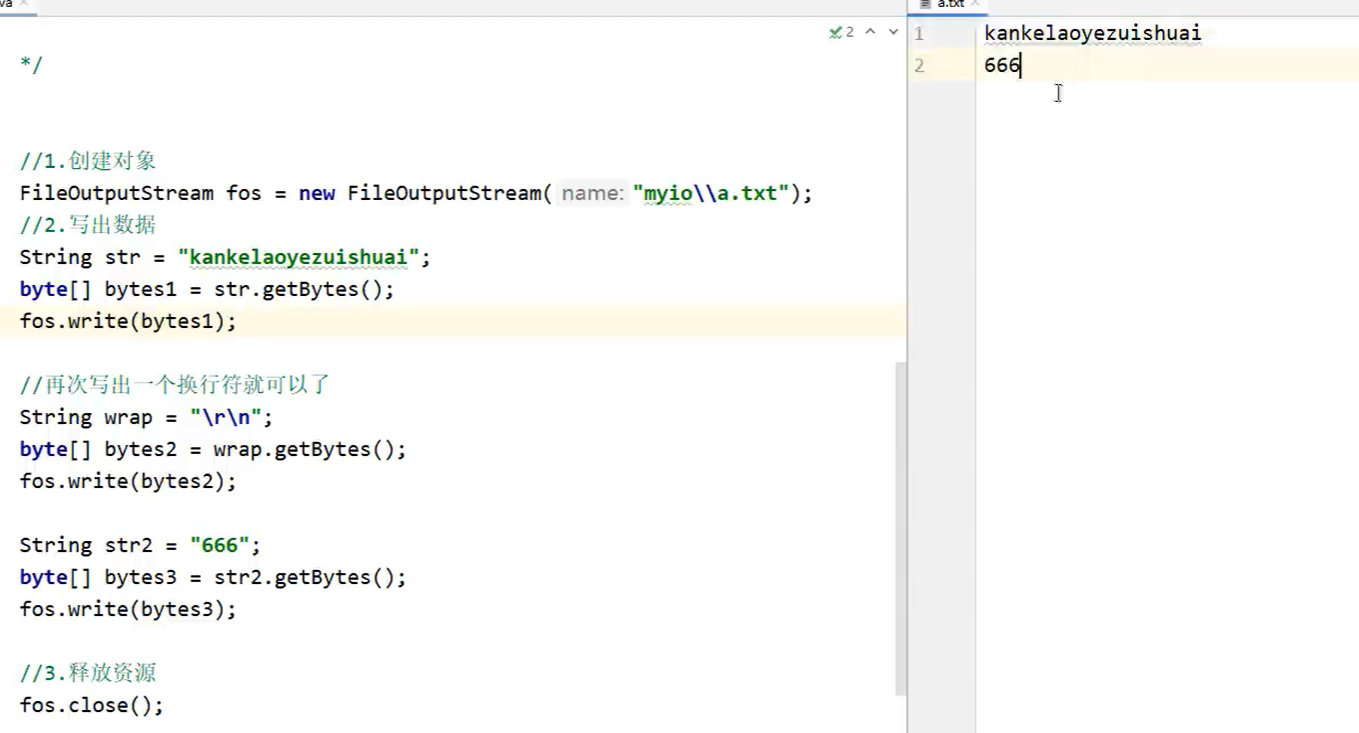 va
a.txt
2
*/
//1.创建对象
FileOutputStream fos = new FileOutputStream( name: "myio\\a.txt");
//2.写出数据
String str = "kankelaoyezuishuai";
byte[] bytes1 = str.getBytes();
fos.write(bytes1);
//再次写出一个换行符就可以了
String wrap = "\r\n";
byte[] bytes2 = wrap.getBytes();
fos.write(bytes2);
String str2 = "666";
byte[] bytes3 = str2.getBytes();
fos.write(bytes3);
//3.释放资源
fos.close();
1 kankelaoyezuishuai
2 666